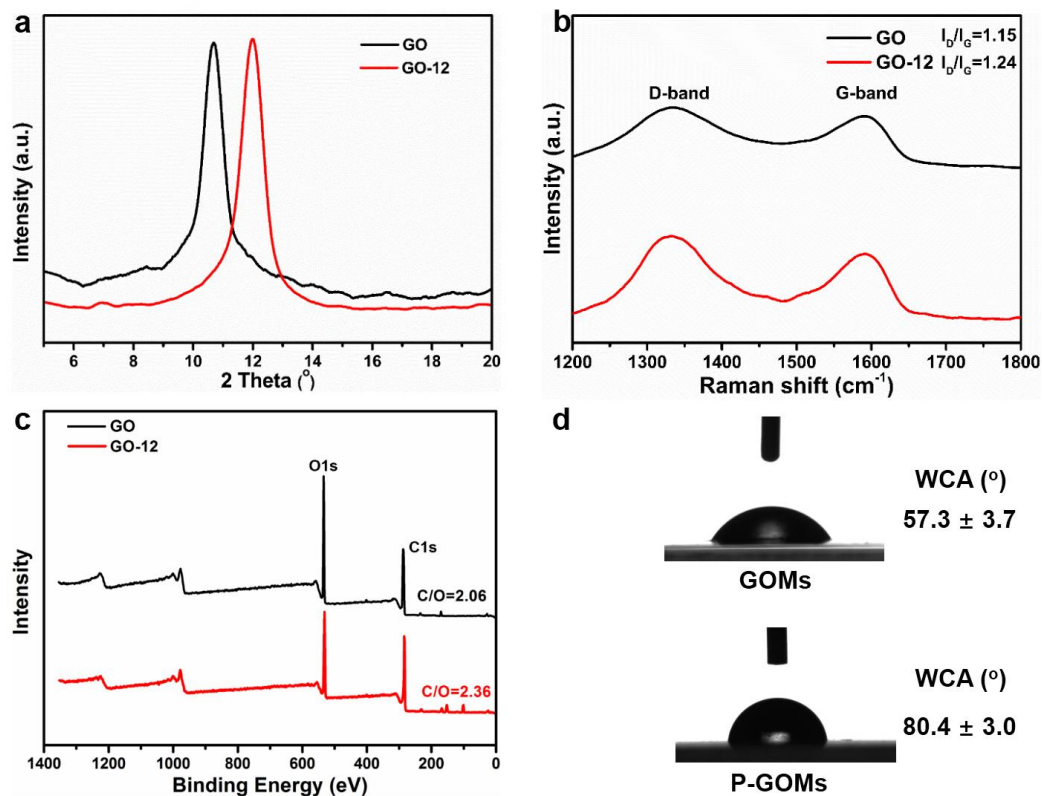 a
GO
GO-12
Intensity (a.u.)
6 8 10 12 14 16 18 20
2 Theta (°)
b
GO I_D/I_G=1.15
GO-12 I_D/I_G=1.24
D-band G-band
Intensity (a.u.)
1200 1300 1400 1500 1600 1700 1800
Raman shift (cm⁻¹)
c
GO
GO-12
O1s
C1s
C/O=2.06
C/O=2.36
Intensity
1400 1200 1000 800 600 400 200 0
Binding Energy (eV)
d
WCA (°)
57.3 ± 3.7
GOMs
WCA (°)
80.4 ± 3.0
P-GOMs